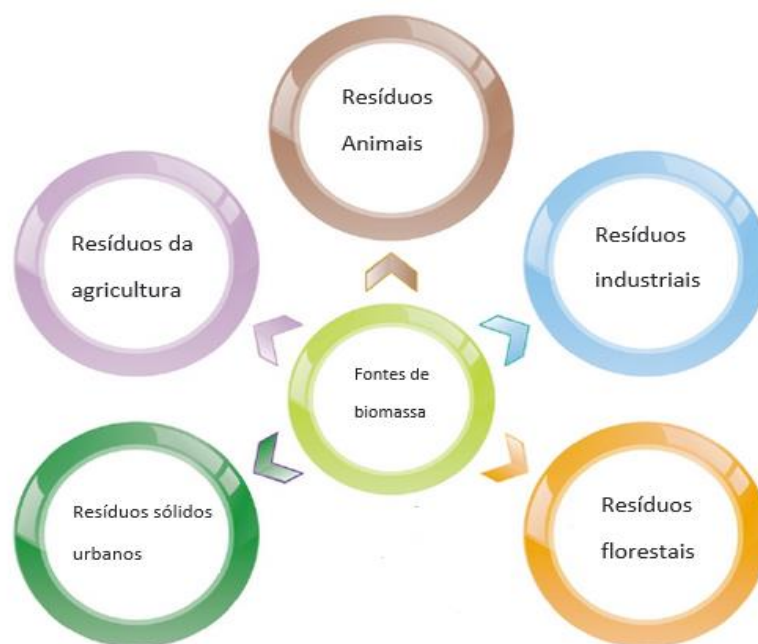 Resíduos
Animais
Resíduos da
agricultura
Resíduos
industriais
Fontes de
biomassa
Resíduos sólidos
urbanos
Resíduos
florestais